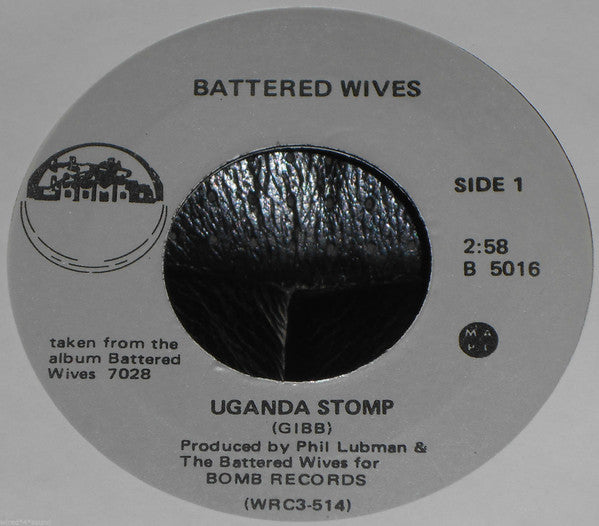 BATTERED WIVES
SIDE 1
2:58
B 5016
M A
P L
taken from the
album Battered
Wives 7028
UGANDA STOMP
(GIBB)
Produced by Phil Lubman &
The Battered Wives for
BOMB RECORDS
(WRC3-514)